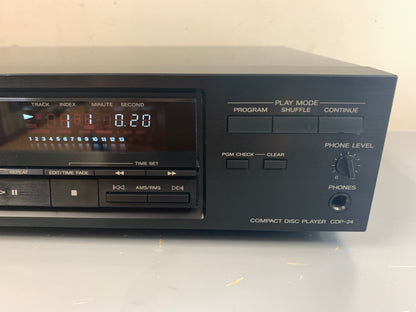 TRACK INDEX MINUTE SECOND
1 1 0.20
1 2 3 4 5 6 7 8 9 10 11 12 13
TIME SET
REPEAT EDIT/TIME FADE
AMS/RMS
PLAY MODE
PROGRAM SHUFFLE CONTINUE
PGM CHECK CLEAR
PHONE LEVEL
PHONES
COMPACT DISC PLAYER CDP-24